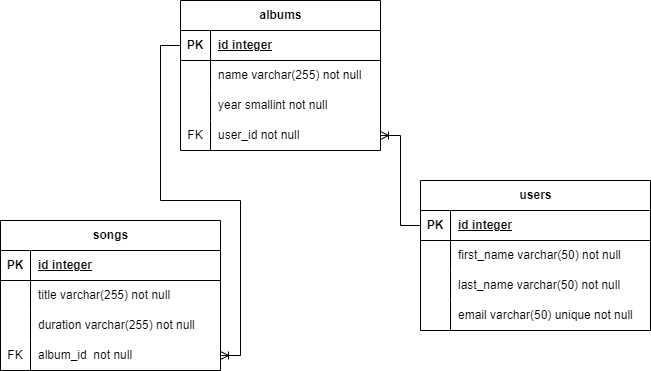 albums
PK id integer
name varchar(255) not null
year smallint not null
FK user_id not null
users
PK id integer
first_name varchar(50) not null
last_name varchar(50) not null
email varchar(50) unique not null
songs
PK id integer
title varchar(255) not null
duration varchar(255) not null
FK album_id not null